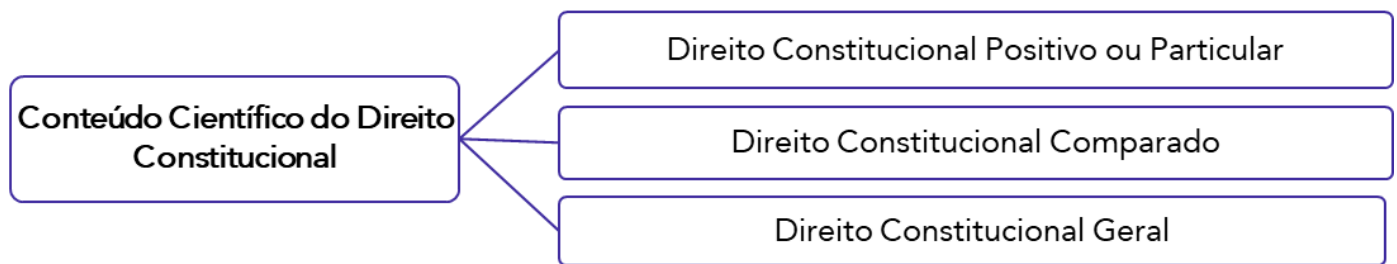 Conteúdo Científico do Direito
Constitucional
Direito Constitucional Positivo ou Particular
Direito Constitucional Comparado
Direito Constitucional Geral